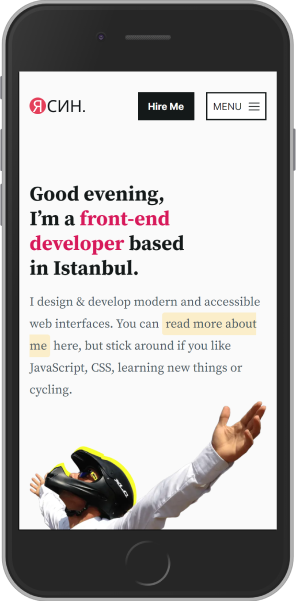 ЯСИН.
Hire Me
MENU
Good evening,
I’m a front-end
developer based
in Istanbul.
I design & develop modern and accessible
web interfaces. You can read more about
me here, but stick around if you like
JavaScript, CSS, learning new things or
cycling.
XLC